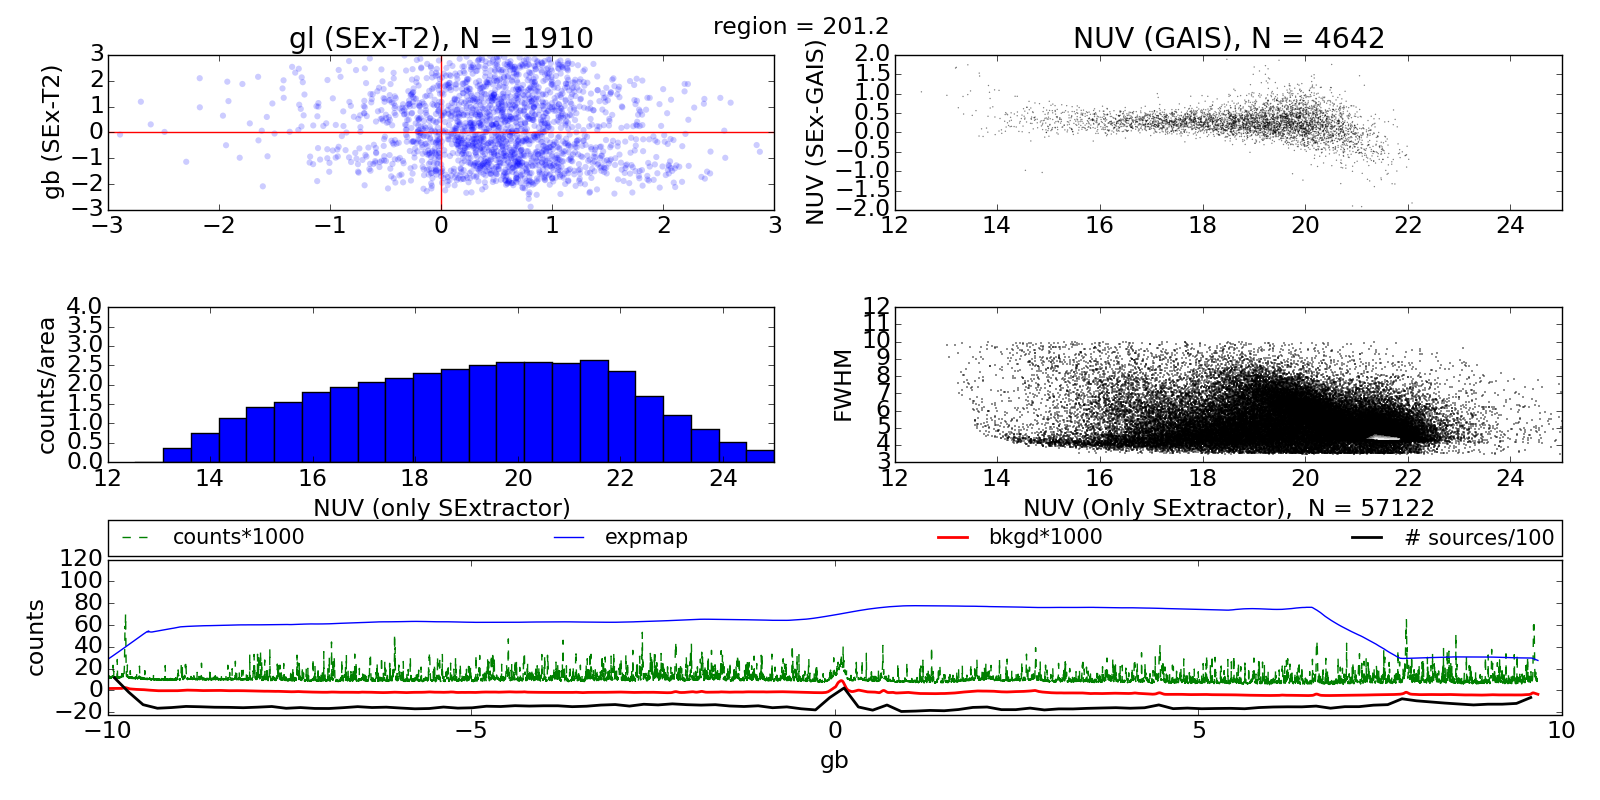 region = 201.2
gl (SEx-T2), N = 1910
NUV (GAIS), N = 4642
gb (SEx-T2)
3
2
1
0
−1
−2
−3
−3 −2 −1 0 1 2 3
NUV (SEx-GAIS)
2.0
1.5
1.0
0.5
0.0
−0.5
−1.0
−1.5
−2.0
12 14 16 18 20 22 24
counts/area
4.0
3.5
3.0
2.5
2.0
1.5
1.0
0.5
0.0
12 14 16 18 20 22 24
NUV (only SExtractor)
FWHM
12
11
10
9
8
7
6
5
4
3
12 14 16 18 20 22 24
NUV (Only SExtractor), N = 57122
counts*1000 expmap bkgd*1000 # sources/100
counts
120
100
80
60
40
20
0
−20
−10 −5 0 5 10
gb